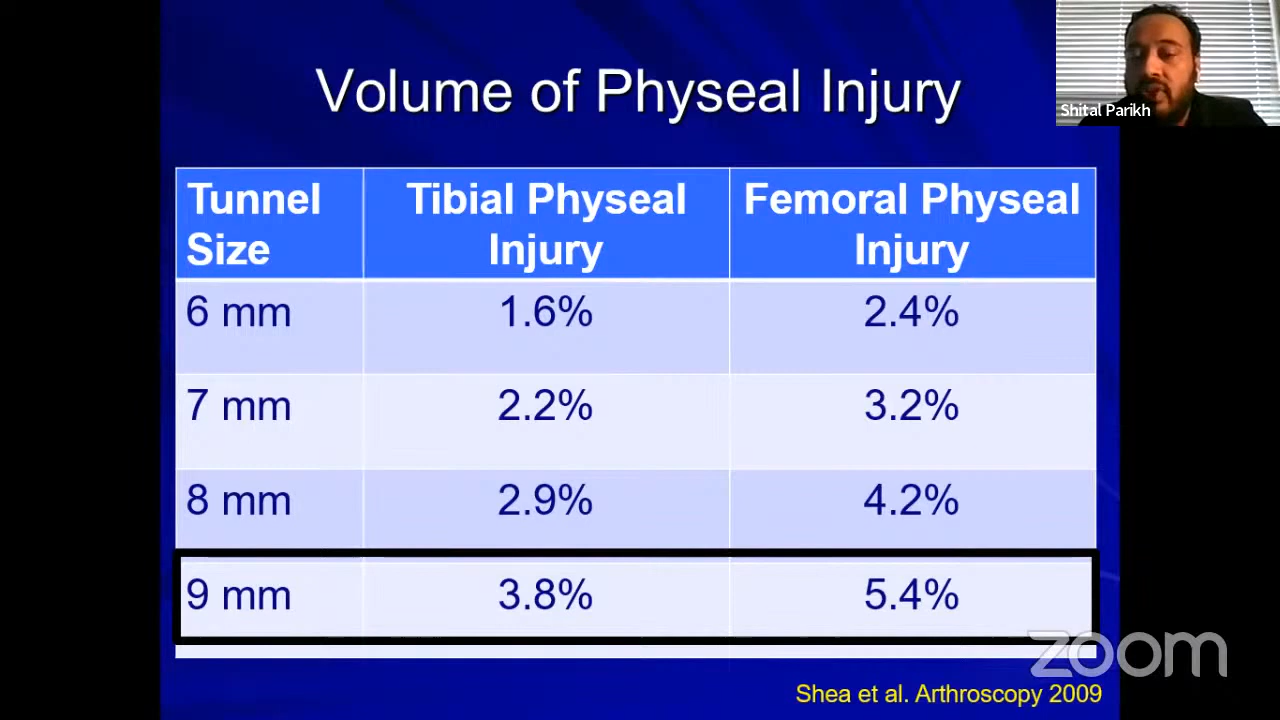 Volume of Physeal Injury
Shital Parikh
Tunnel Size
Tibial Physeal Injury
Femoral Physeal Injury
6 mm 1.6% 2.4%
7 mm 2.2% 3.2%
8 mm 2.9% 4.2%
9 mm 3.8% 5.4%
zoom
Shea et al. Arthroscopy 2009